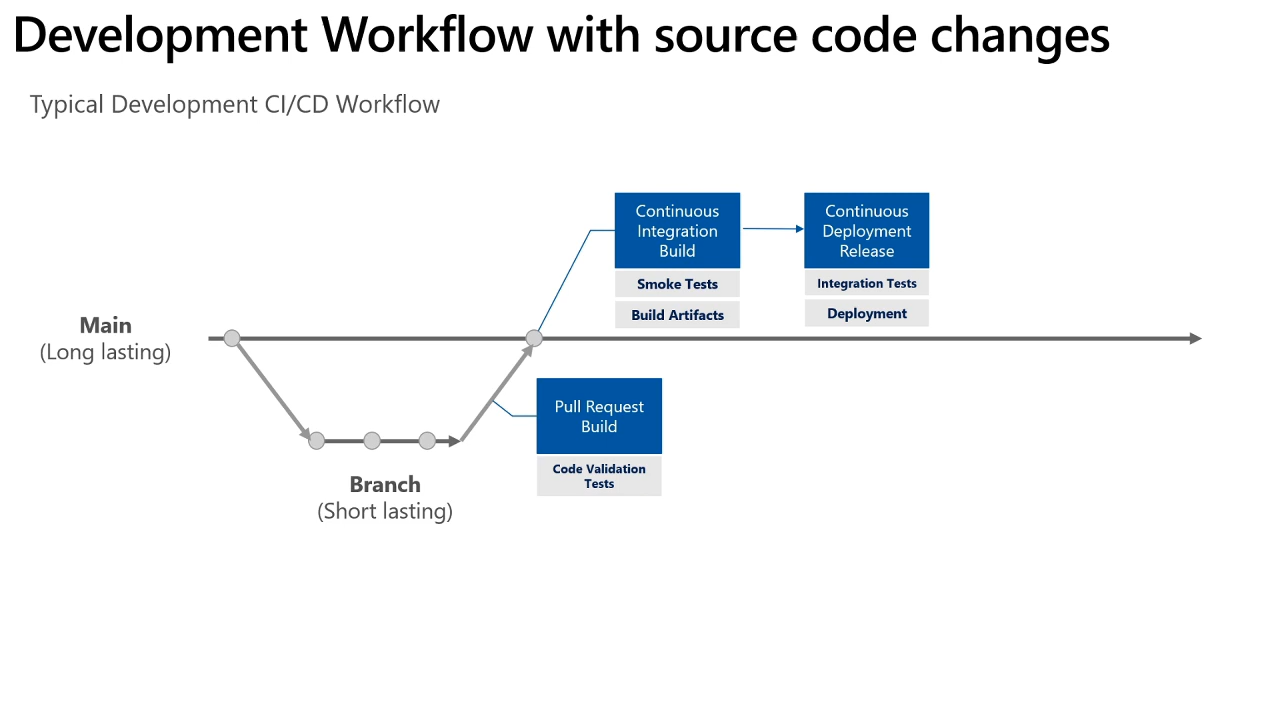 Development Workflow with source code changes
Typical Development CI/CD Workflow
Continuous
Integration
Build
Smoke Tests
Build Artifacts
Continuous
Deployment
Release
Integration Tests
Deployment
Main
(Long lasting)
Pull Request
Build
Code Validation
Tests
Branch
(Short lasting)